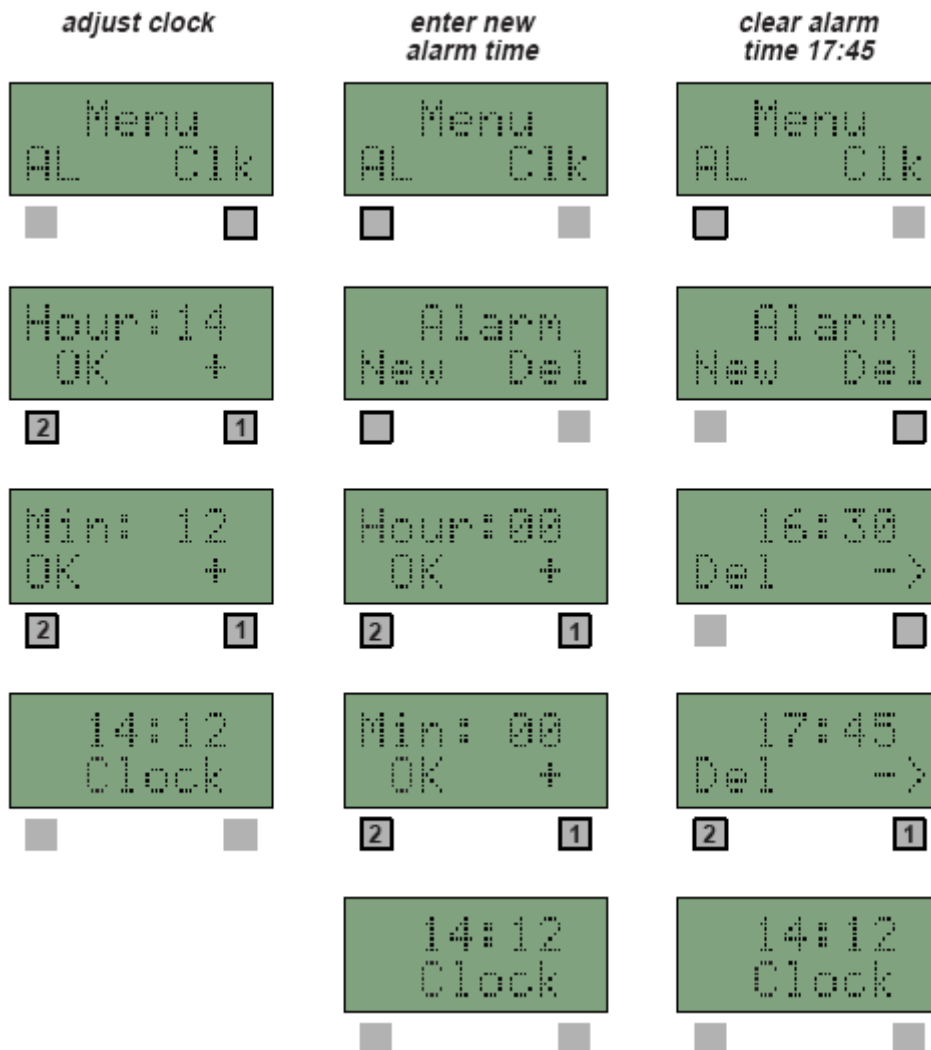 adjust clock
Menu
AL Clk
Hour:14
OK +
2 1
Min: 12
OK +
2 1
14:12
Clock
enter new
alarm time
Menu
AL Clk
Alarm
New Del
Hour:00
OK +
2 1
Min: 00
OK +
2 1
14:12
Clock
clear alarm
time 17:45
Menu
AL Clk
Alarm
New Del
16:30
Del ->
17:45
Del ->
2 1
14:12
Clock